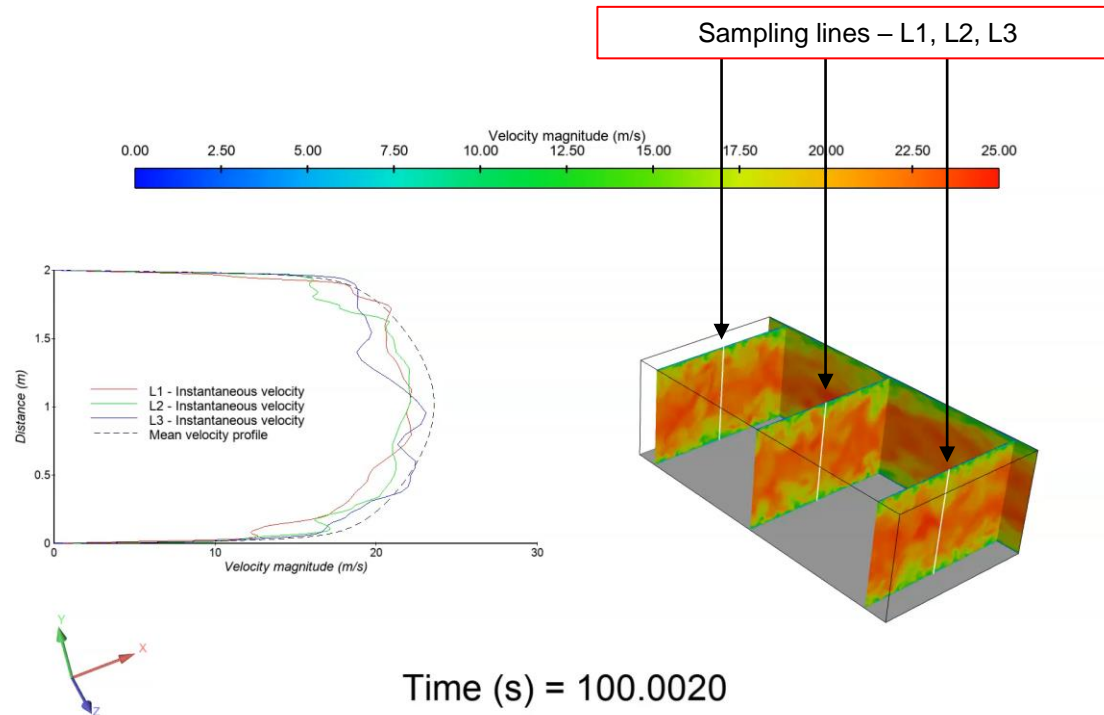 Sampling lines – L1, L2, L3
Velocity magnitude (m/s)
0.00 2.50 5.00 7.50 10.00 12.50 15.00 17.50 20.00 22.50 25.00
2
1.5
1
0.5
0
Distance (m)
L1 - Instantaneous velocity
L2 - Instantaneous velocity
L3 - Instantaneous velocity
Mean velocity profile
0 10 20 30
Velocity magnitude (m/s)
Y
X
Z
Time (s) = 100.0020